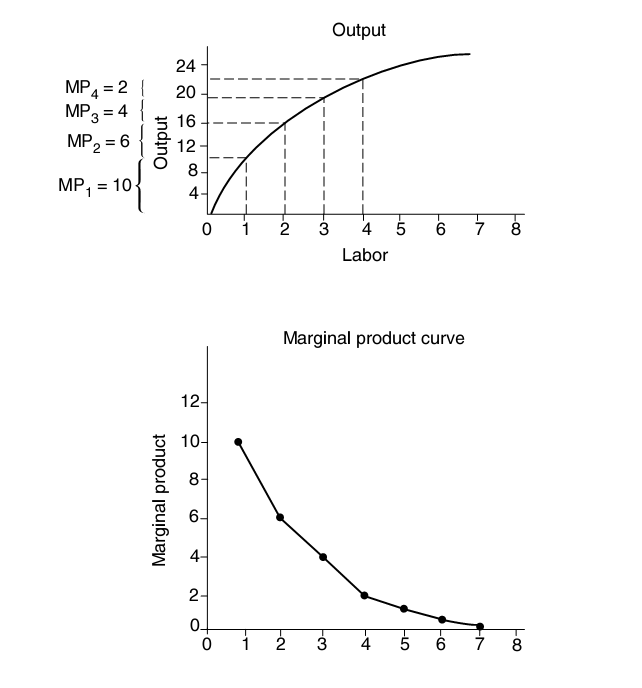 Output
24
20
16
12
8
4
Output
MP4 = 2
MP3 = 4
MP2 = 6
MP1 = 10
0 1 2 3 4 5 6 7 8
Labor
Marginal product curve
12
10
8
6
4
2
0
Marginal product
0 1 2 3 4 5 6 7 8